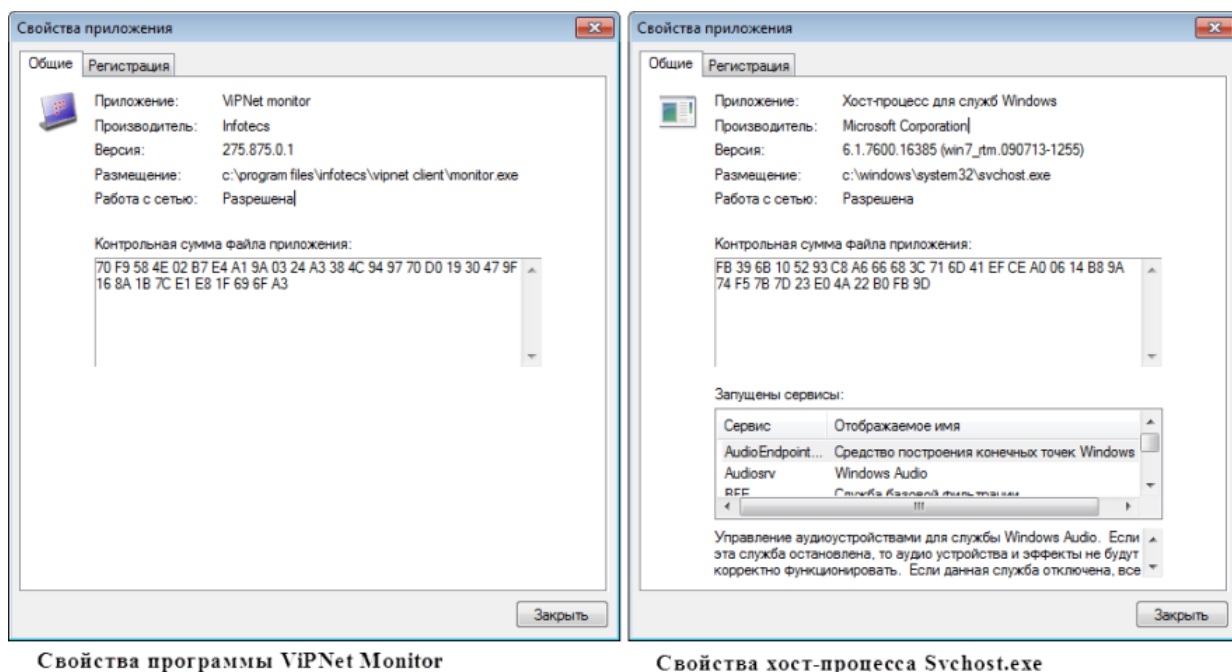 Свойства приложения
Общие
Регистрация
Приложение: ViPNet monitor
Производитель: Infotecs
Версия: 275.875.0.1
Размещение: c:\program files\infotecs\vipnet client\monitor.exe
Работа с сетью: Разрешена
Контрольная сумма файла приложения:
70 F9 58 4E 02 B7 E4 A1 9A 03 24 A3 38 4C 94 97 70 D0 19 30 47 9F
16 8A 1B 7C E1 E8 1F 69 6F A3
Закрыть
Свойства программы ViPNet Monitor
Свойства приложения
Общие
Регистрация
Приложение: Хост-процесс для служб Windows
Производитель: Microsoft Corporation
Версия: 6.1.7600.16385 (win7_rtm.090713-1255)
Размещение: c:\windows\system32\svchost.exe
Работа с сетью: Разрешена
Контрольная сумма файла приложения:
FB 39 6B 10 52 93 C8 A6 66 68 3C 71 6D 41 EF CE A0 06 14 B8 9A
74 F5 7B 7D 23 E0 4A 22 B0 FB 9D
Запущены сервисы:
Сервис Отображаемое имя
AudioEndpoint... Средство построения конечных точек Windows
Audiosrv Windows Audio
BFE Служба базовой фильтрации
Управление аудиоустройствами для службы Windows Audio. Если
эта служба остановлена, то аудио устройства и эффекты не будут
корректно функционировать. Если данная служба отключена, все
Закрыть
Свойства хост-процесса Svchost.exe